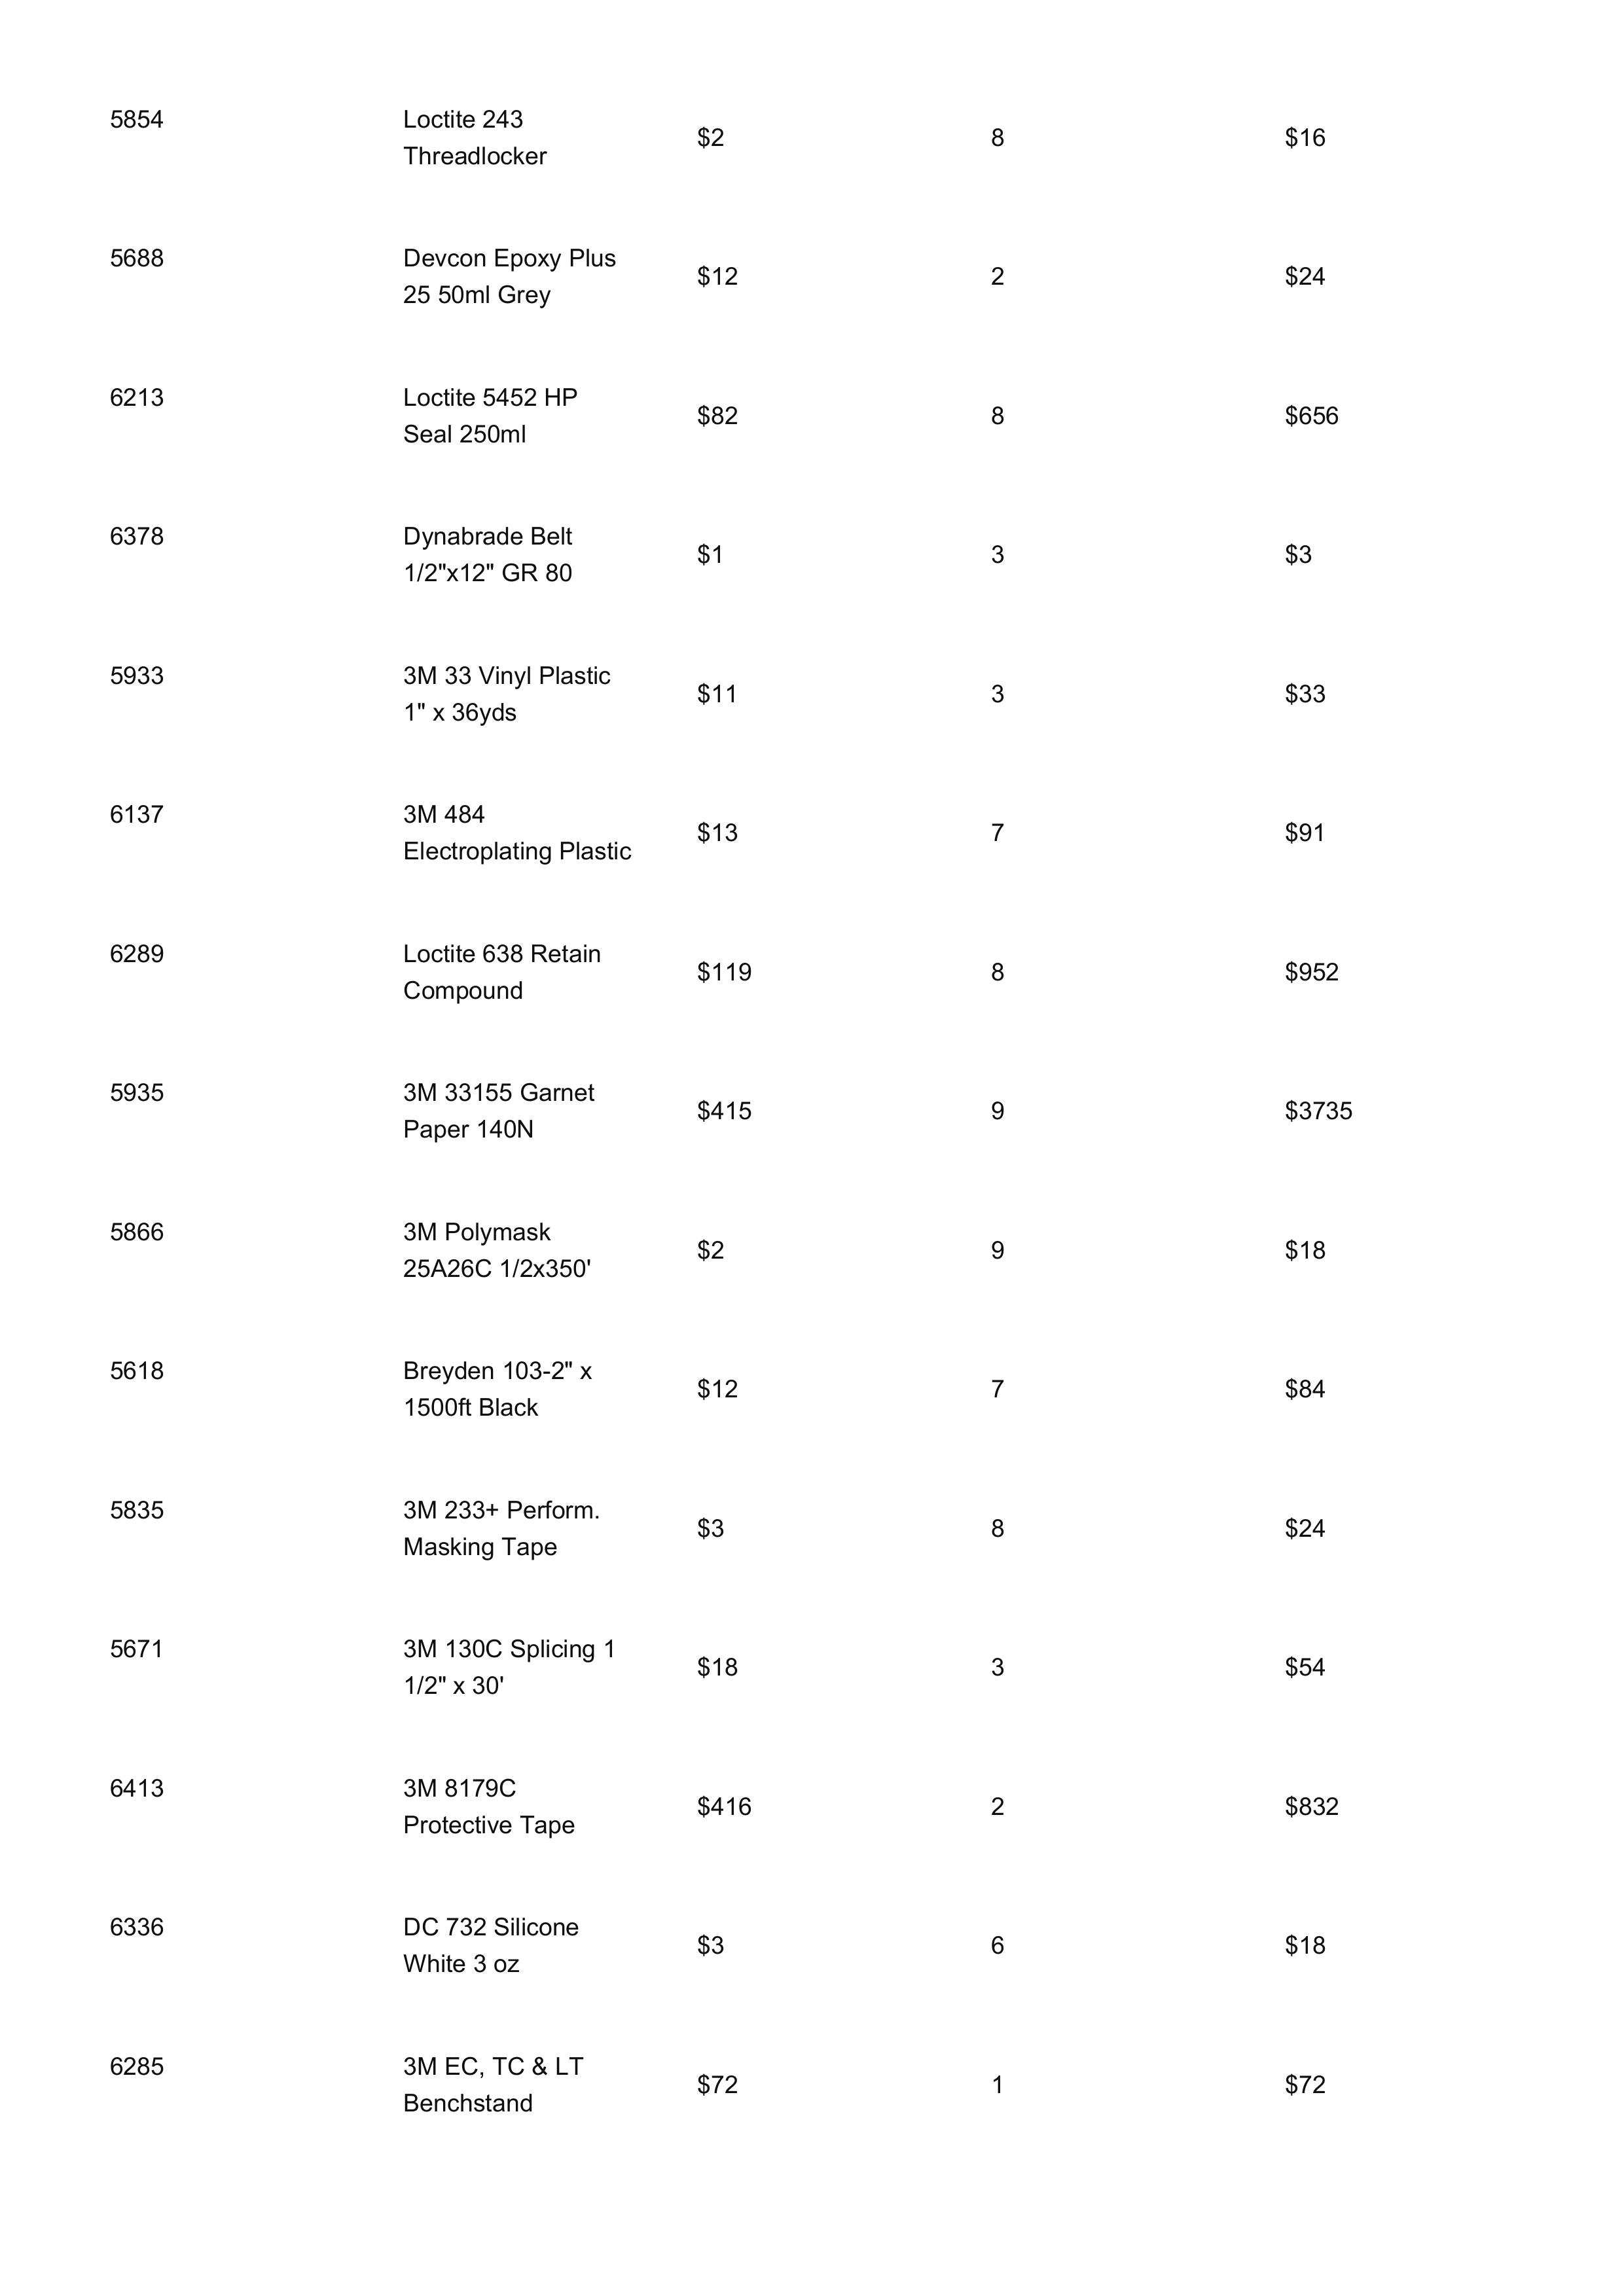 5854 Loctite 243 $2 8 $16
Threadlocker
5688 Devcon Epoxy Plus $12 2 $24
25 50ml Grey
6213 Loctite 5452 HP $82 8 $656
Seal 250ml
6378 Dynabrade Belt $1 3 $3
1/2"x12" GR 80
5933 3M 33 Vinyl Plastic $11 3 $33
1" x 36yds
6137 3M 484 $13 7 $91
Electroplating Plastic
6289 Loctite 638 Retain $119 8 $952
Compound
5935 3M 33155 Garnet $415 9 $3735
Paper 140N
5866 3M Polymask $2 9 $18
25A26C 1/2x350'
5618 Breyden 103-2" x $12 7 $84
1500ft Black
5835 3M 233+ Perform. $3 8 $24
Masking Tape
5671 3M 130C Splicing 1 $18 3 $54
1/2" x 30'
6413 3M 8179C $416 2 $832
Protective Tape
6336 DC 732 Silicone $3 6 $18
White 3 oz
6285 3M EC, TC & LT $72 1 $72
Benchstand